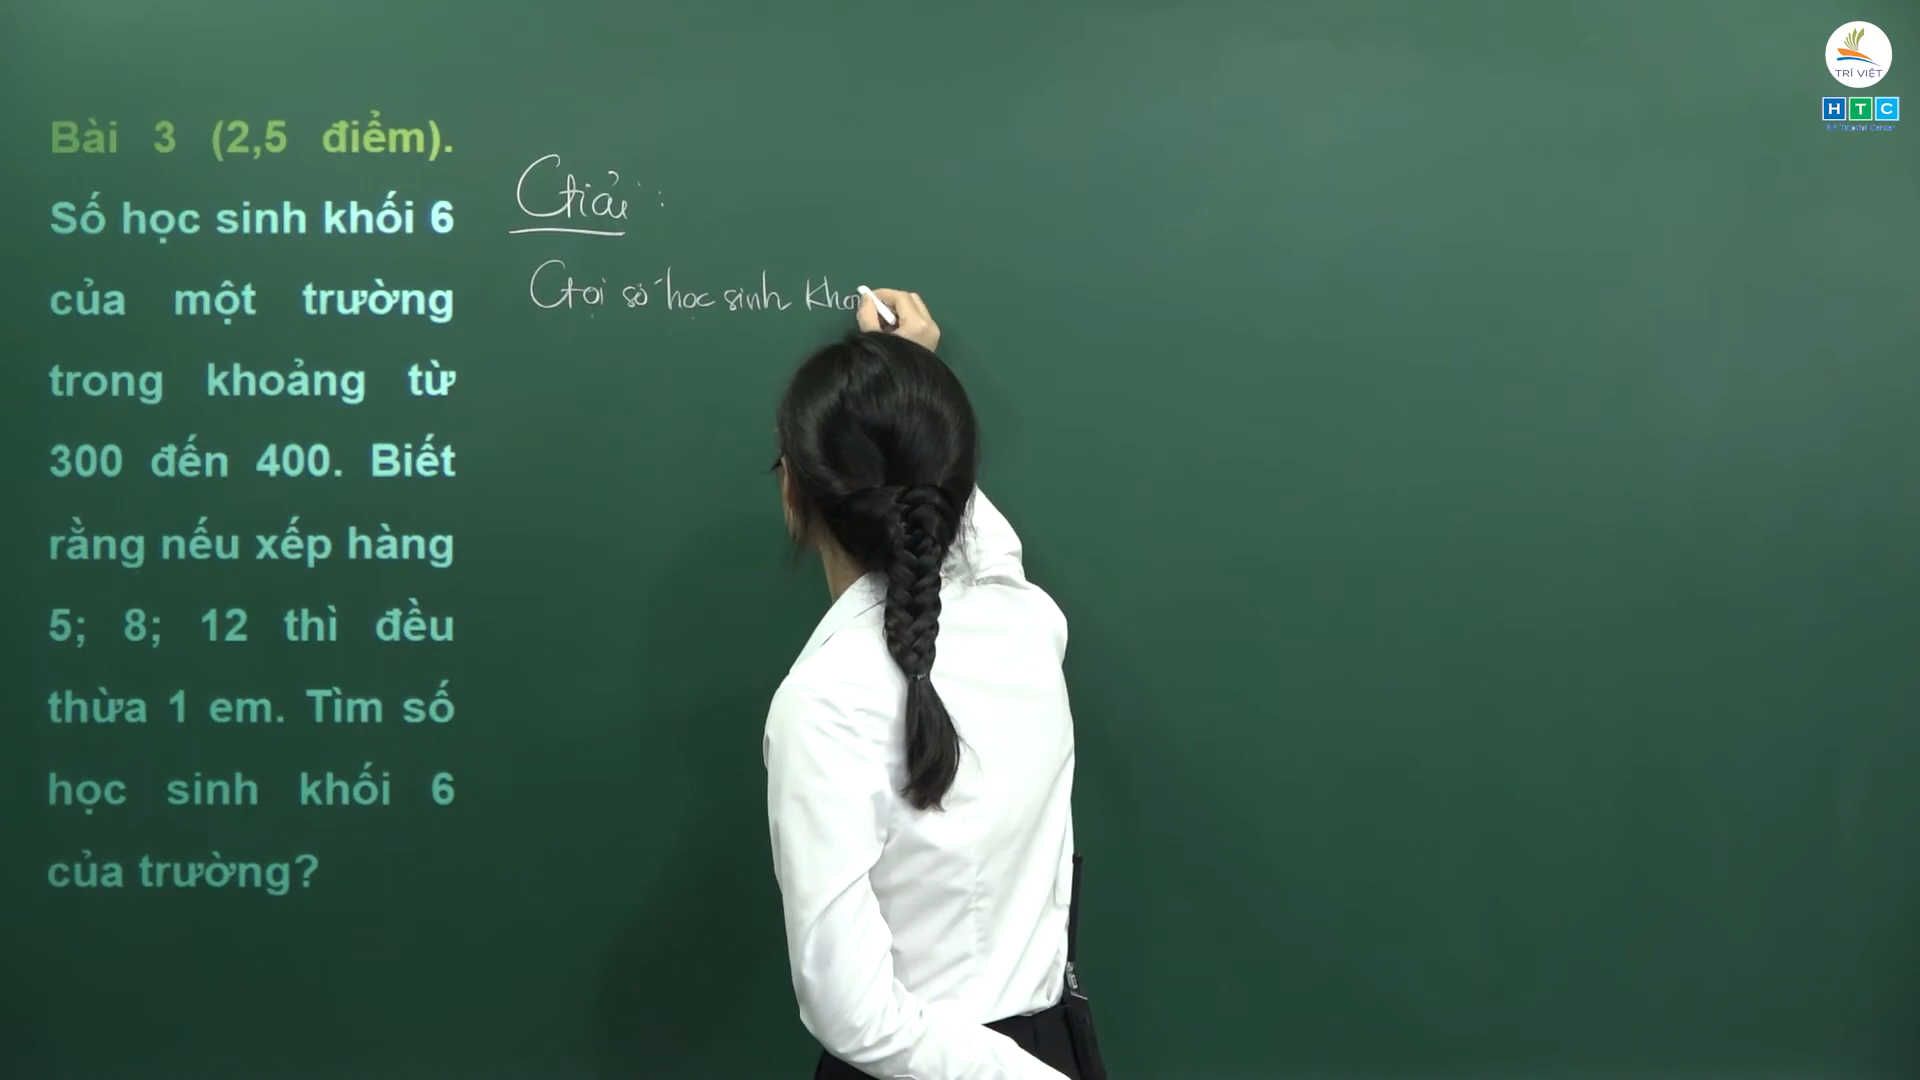 Bài 3 (2,5 điểm).
Số học sinh khối 6
của một trường
trong khoảng từ
300 đến 400. Biết
rằng nếu xếp hàng
5; 8; 12 thì đều
thừa 1 em. Tìm số
học sinh khối 6
của trường?
Giải :
Gọi số học sinh
TRÍ VIỆT
HTC